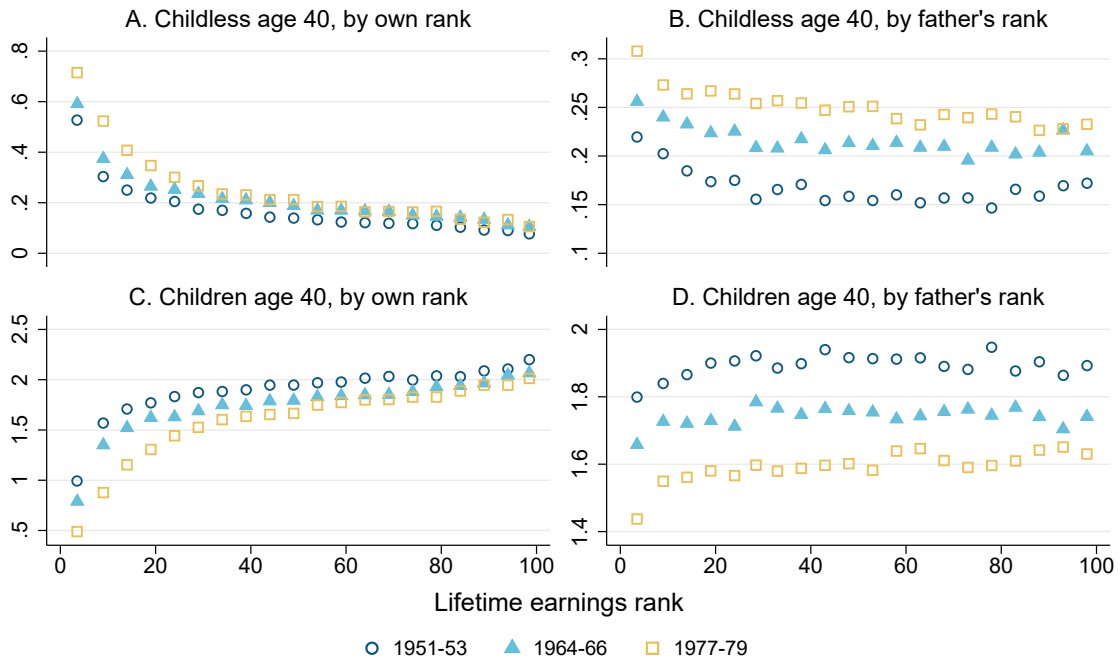 A. Childless age 40, by own rank
.8
.6
.4
.2
0
B. Childless age 40, by father's rank
.3
.25
.2
.15
.1
C. Children age 40, by own rank
2.5
2
1.5
1
.5
0 20 40 60 80 100
D. Children age 40, by father's rank
2
1.8
1.6
1.4
0 20 40 60 80 100
Lifetime earnings rank
1951-53 1964-66 1977-79